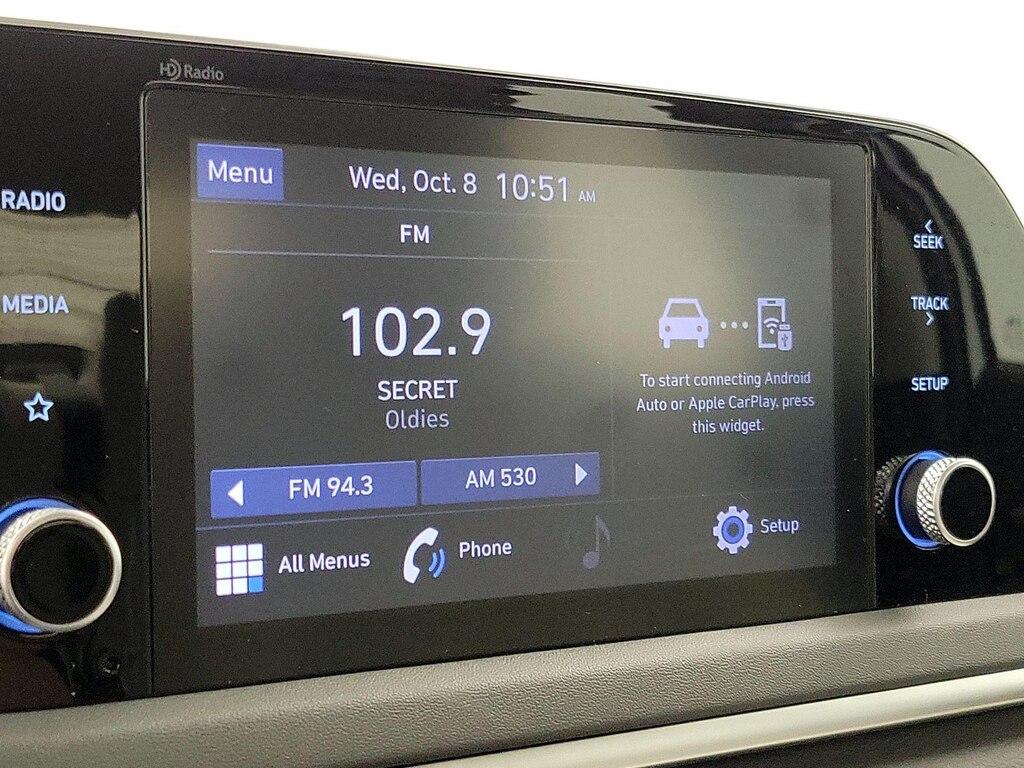 HD Radio
RADIO
MEDIA
Menu
Wed, Oct. 8 10:51 AM
FM
102.9
SECRET
Oldies
FM 94.3
AM 530
All Menus
Phone
To start connecting Android
Auto or Apple CarPlay, press
this widget.
Setup
SEEK
TRACK
SETUP